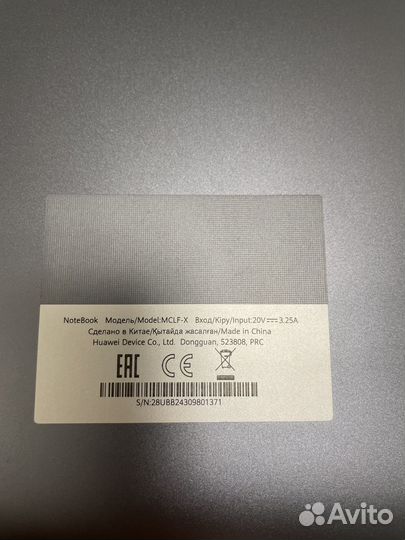 NoteBook Модель/Model:MCLF-X Вход/Кіру/Input:20V⎓3.25A
Сделано в Китае/Қытайда жасалған/Made in China
Huawei Device Co., Ltd. Dongguan, 523808, PRC
EAC CE
S/N:28UBB24309801371
Avito